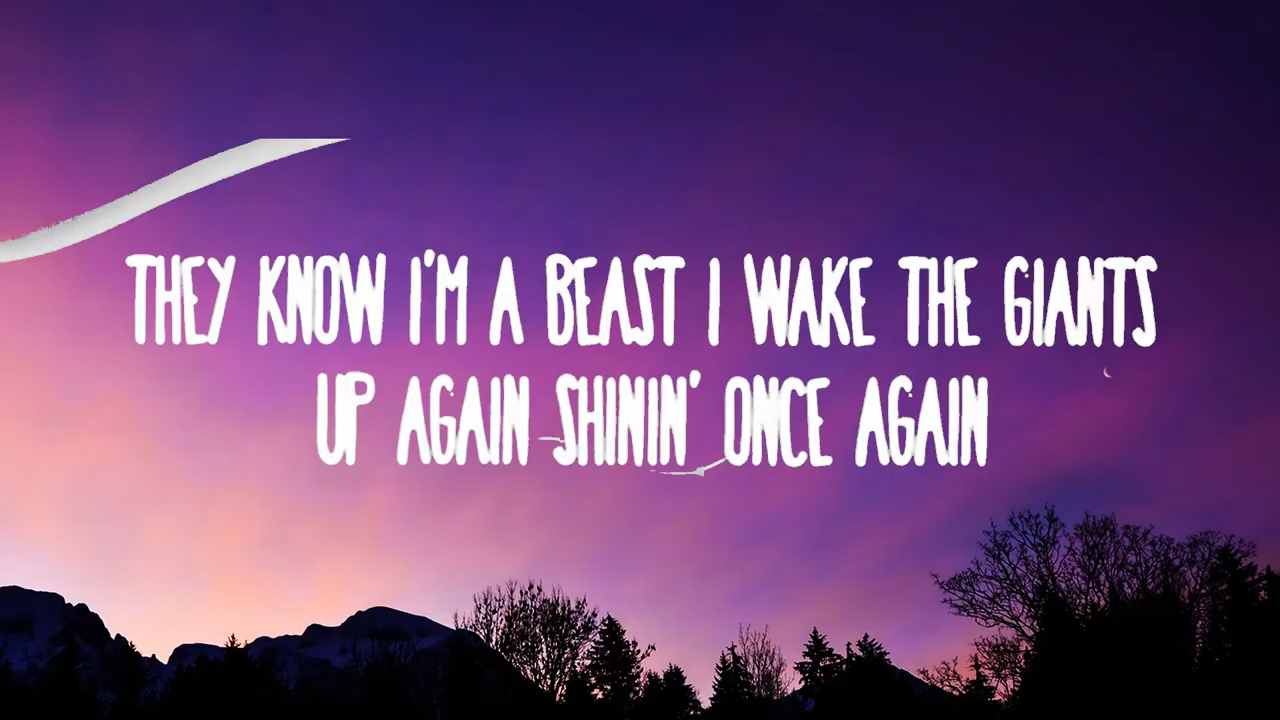 THEY KNOW I'M A BEAST I WAKE THE GIANTS
UP AGAIN SHININ' ONCE AGAIN